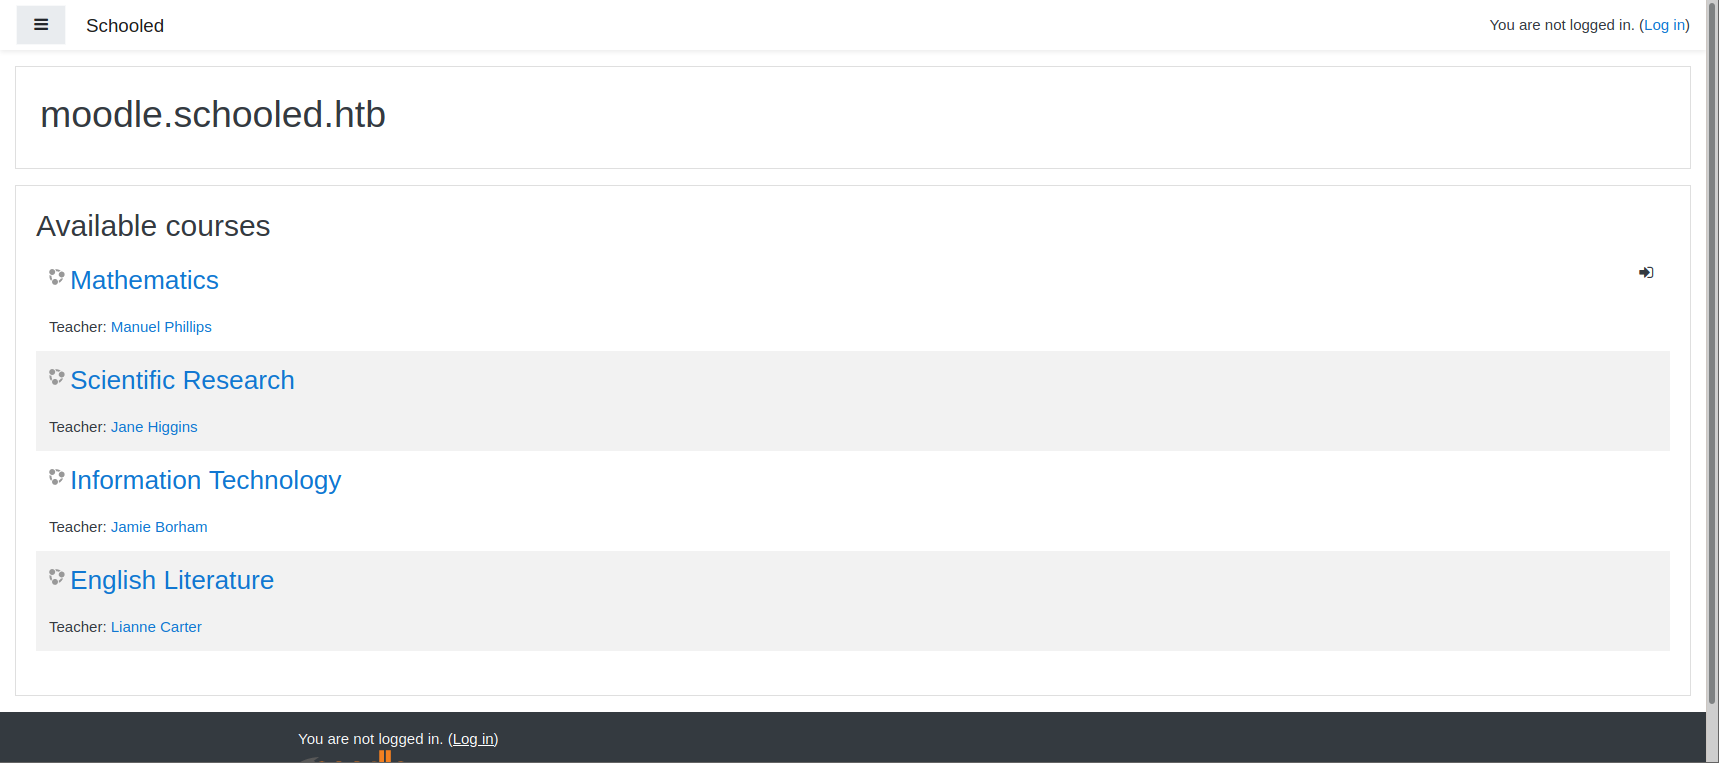 Schooled
You are not logged in. (Log in)
moodle.schooled.htb
Available courses
Mathematics
Teacher: Manuel Phillips
Scientific Research
Teacher: Jane Higgins
Information Technology
Teacher: Jamie Borham
English Literature
Teacher: Lianne Carter
You are not logged in. (Log in)